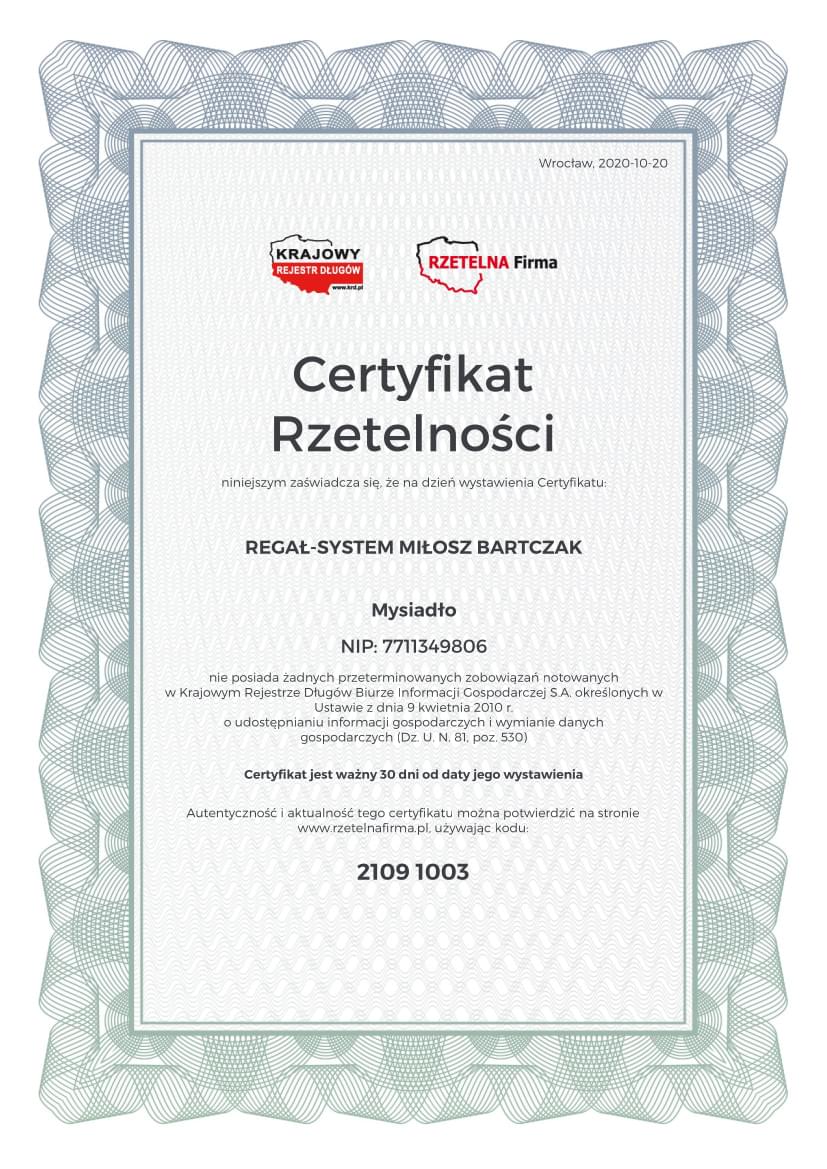 Wrocław, 2020-10-20
KRAJOWY
REJESTR DŁUGÓW
www.krd.pl
RZETELNA Firma
Certyfikat
Rzetelności
niniejszym zaświadcza się, że na dzień wystawienia Certyfikatu:
REGAŁ-SYSTEM MIŁOSZ BARTCZAK
Mysiadło
NIP: 7711349806
nie posiada żadnych przeterminowanych zobowiązań notowanych
w Krajowym Rejestrze Długów Biurze Informacji Gospodarczej S.A. określonych w
Ustawie z dnia 9 kwietnia 2010 r.
o udostępnianiu informacji gospodarczych i wymianie danych
gospodarczych (Dz. U. N. 81, poz. 530)
Certyfikat jest ważny 30 dni od daty jego wystawienia
Autentyczność i aktualność tego certyfikatu można potwierdzić na stronie
www.rzetelnafirma.pl, używając kodu:
2109 1003